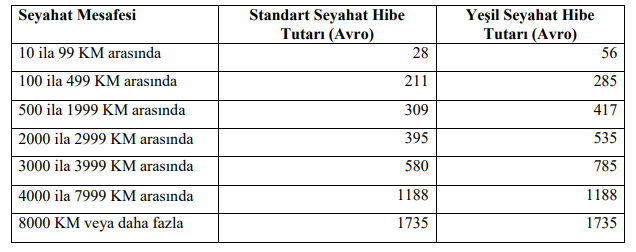 Seyahat Mesafesi Standart Seyahat Hibe Tutarı (Avro) Yeşil Seyahat Hibe Tutarı (Avro)
10 ila 99 KM arasında 28 56
100 ila 499 KM arasında 211 285
500 ila 1999 KM arasında 309 417
2000 ila 2999 KM arasında 395 535
3000 ila 3999 KM arasında 580 785
4000 ila 7999 KM arasında 1188 1188
8000 KM veya daha fazla 1735 1735